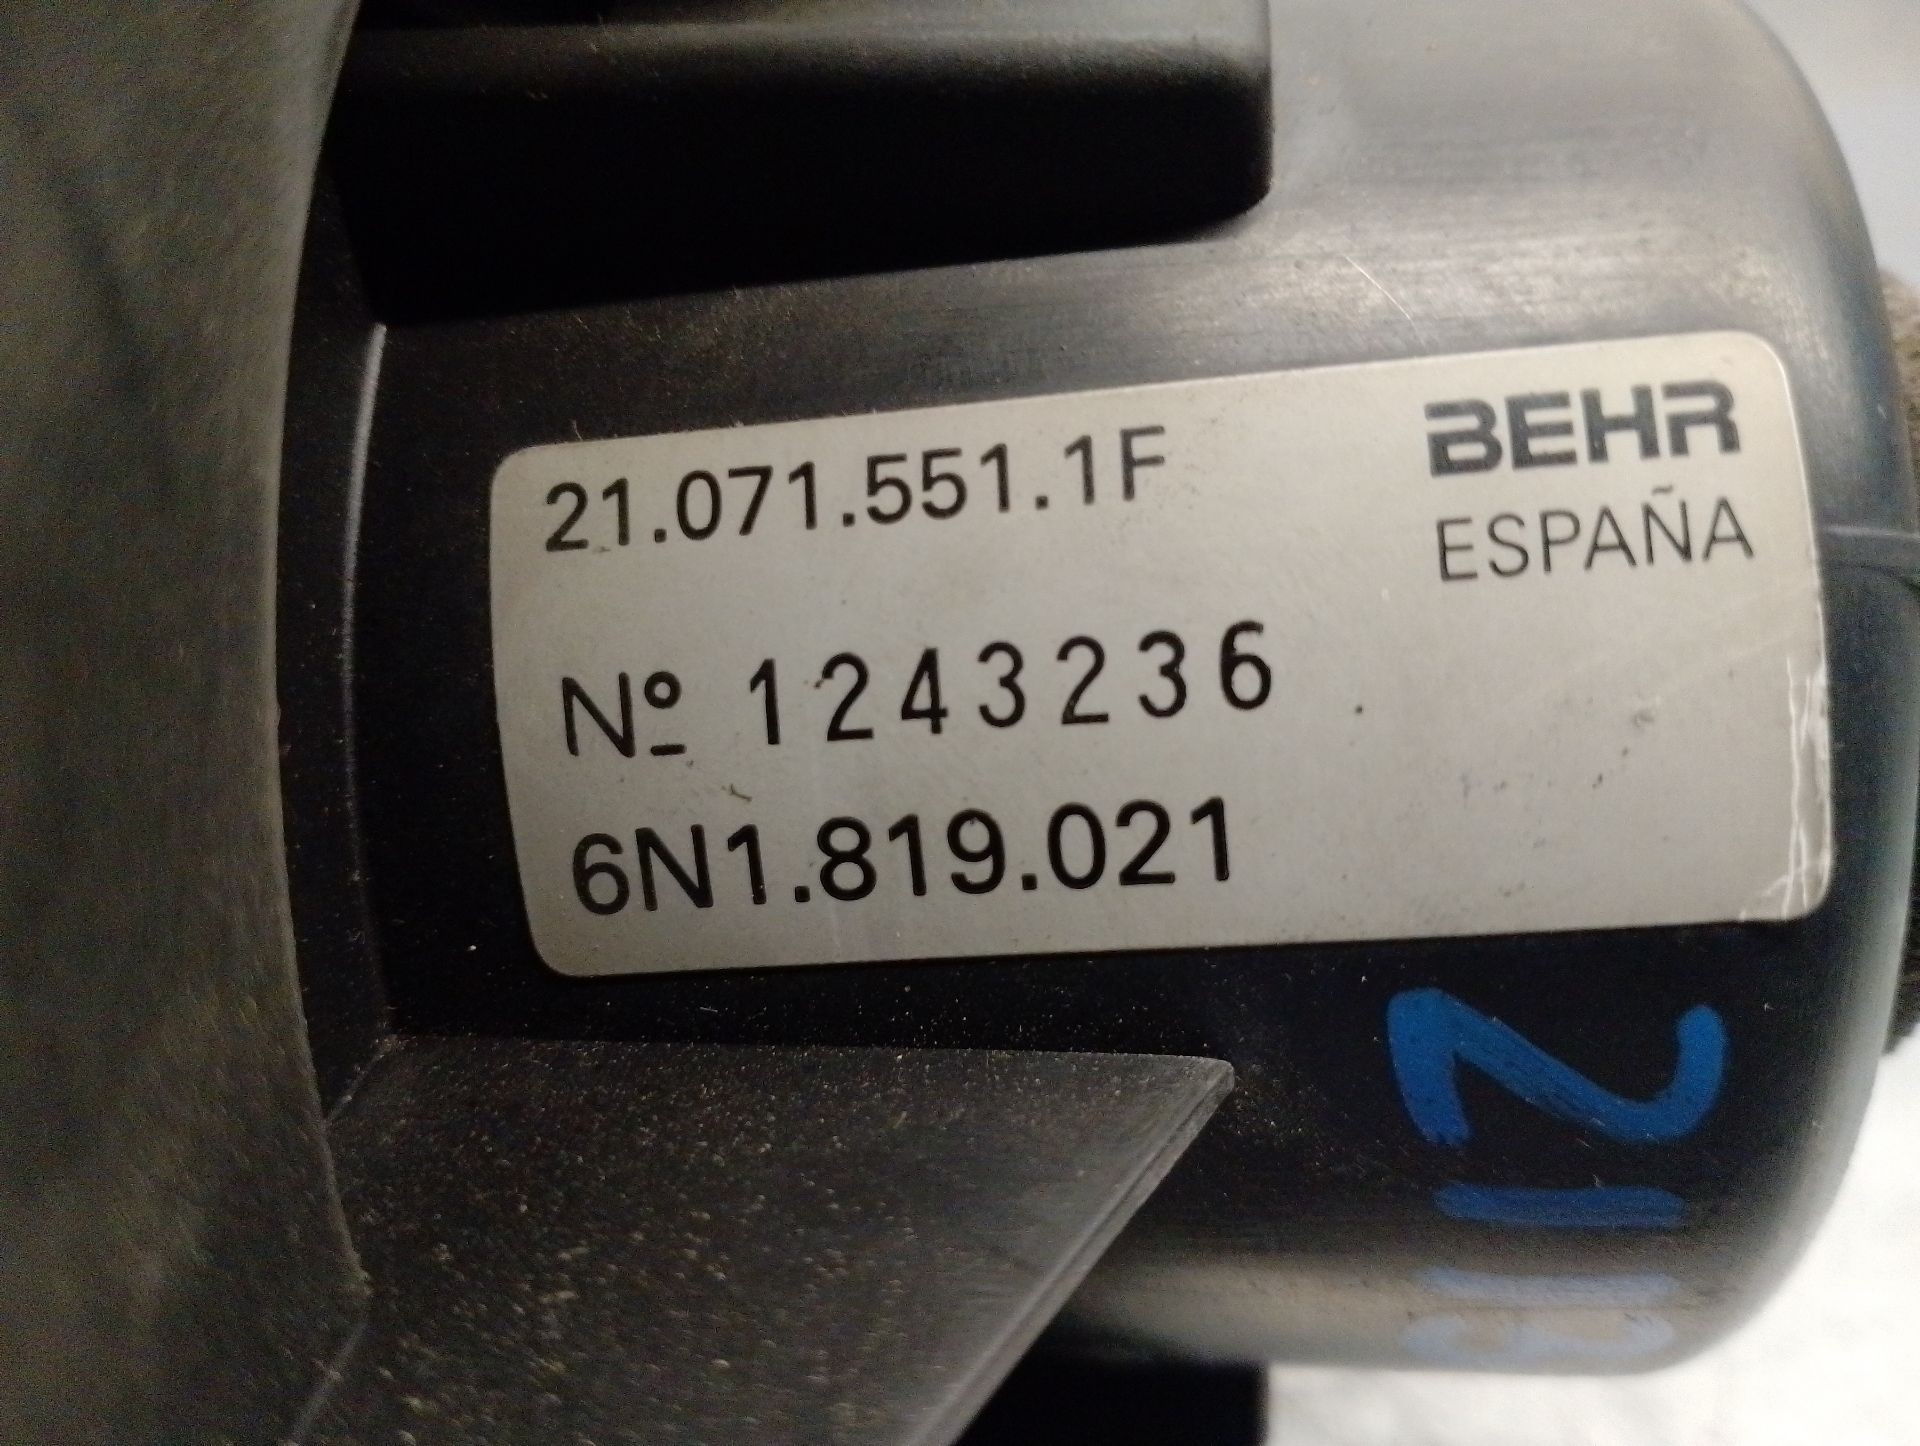 21.071.551.1F
BEHR
ESPAÑA
Nº 1243236
6N1.819.021